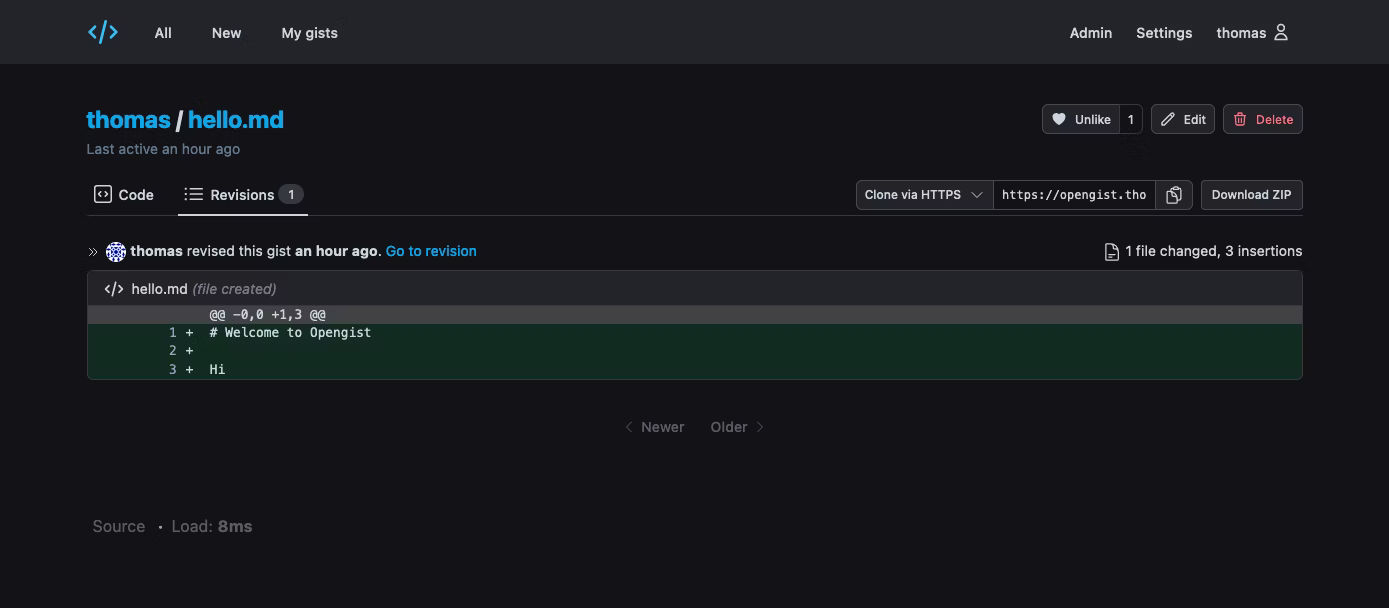 All New My gists Admin Settings thomas
thomas / hello.md Unlike 1 Edit Delete
Last active an hour ago
Code Revisions 1 Clone via HTTPS https://opengist.tho Download ZIP
thomas revised this gist an hour ago. Go to revision 1 file changed, 3 insertions
hello.md (file created)
@@ -0,0 +1,3 @@
1 + # Welcome to Opengist
2 +
3 + Hi
Newer Older
Source • Load: 8ms